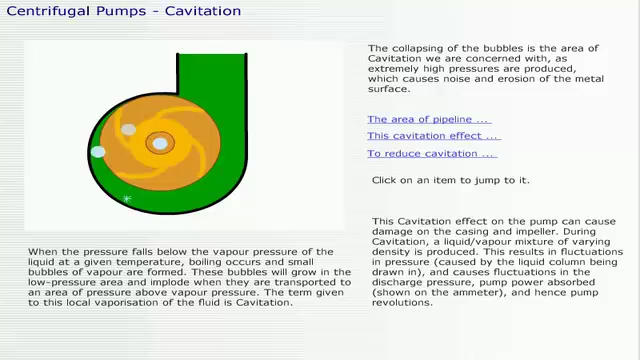 Centrifugal Pumps - Cavitation
The collapsing of the bubbles is the area of
Cavitation we are concerned with, as
extremely high pressures are produced,
which causes noise and erosion of the metal
surface.
The area of pipeline ...
This cavitation effect ...
To reduce cavitation ...
Click on an item to jump to it.
When the pressure falls below the vapour pressure of the
liquid at a given temperature, boiling occurs and small
bubbles of vapour are formed. These bubbles will grow in the
low-pressure area and implode when they are transported to
an area of pressure above vapour pressure. The term given
to this local vaporisation of the fluid is Cavitation.
This Cavitation effect on the pump can cause
damage on the casing and impeller. During
Cavitation, a liquid/vapour mixture of varying
density is produced. This results in fluctuations
in pressure (caused by the liquid column being
drawn in), and causes fluctuations in the
discharge pressure, pump power absorbed
(shown on the ammeter), and hence pump
revolutions.